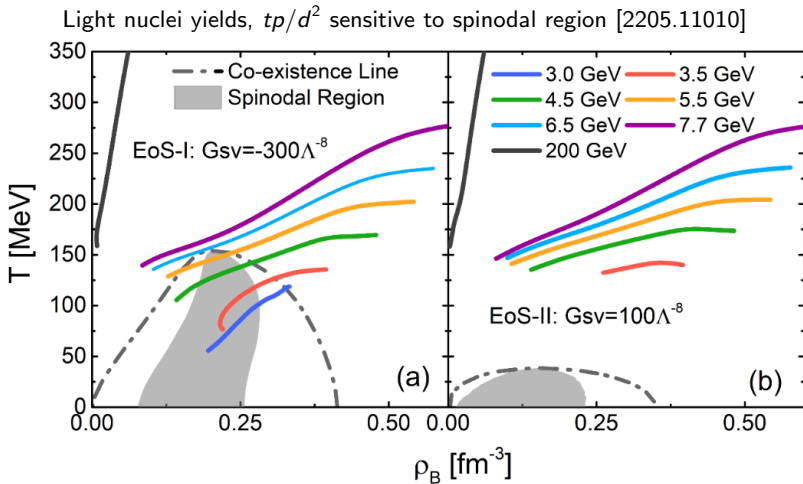 Light nuclei yields, tp/d² sensitive to spinodal region [2205.11010]
350
300
250
200
150
100
50
0
T [MeV]
Co-existence Line
Spinodal Region
EoS-I: Gsv=-300Λ⁻⁸
(a)
0.00 0.25 0.50
3.0 GeV 3.5 GeV
4.5 GeV 5.5 GeV
6.5 GeV 7.7 GeV
200 GeV
EoS-II: Gsv=100Λ⁻⁸
(b)
0.00 0.25 0.50
ρB [fm⁻³]